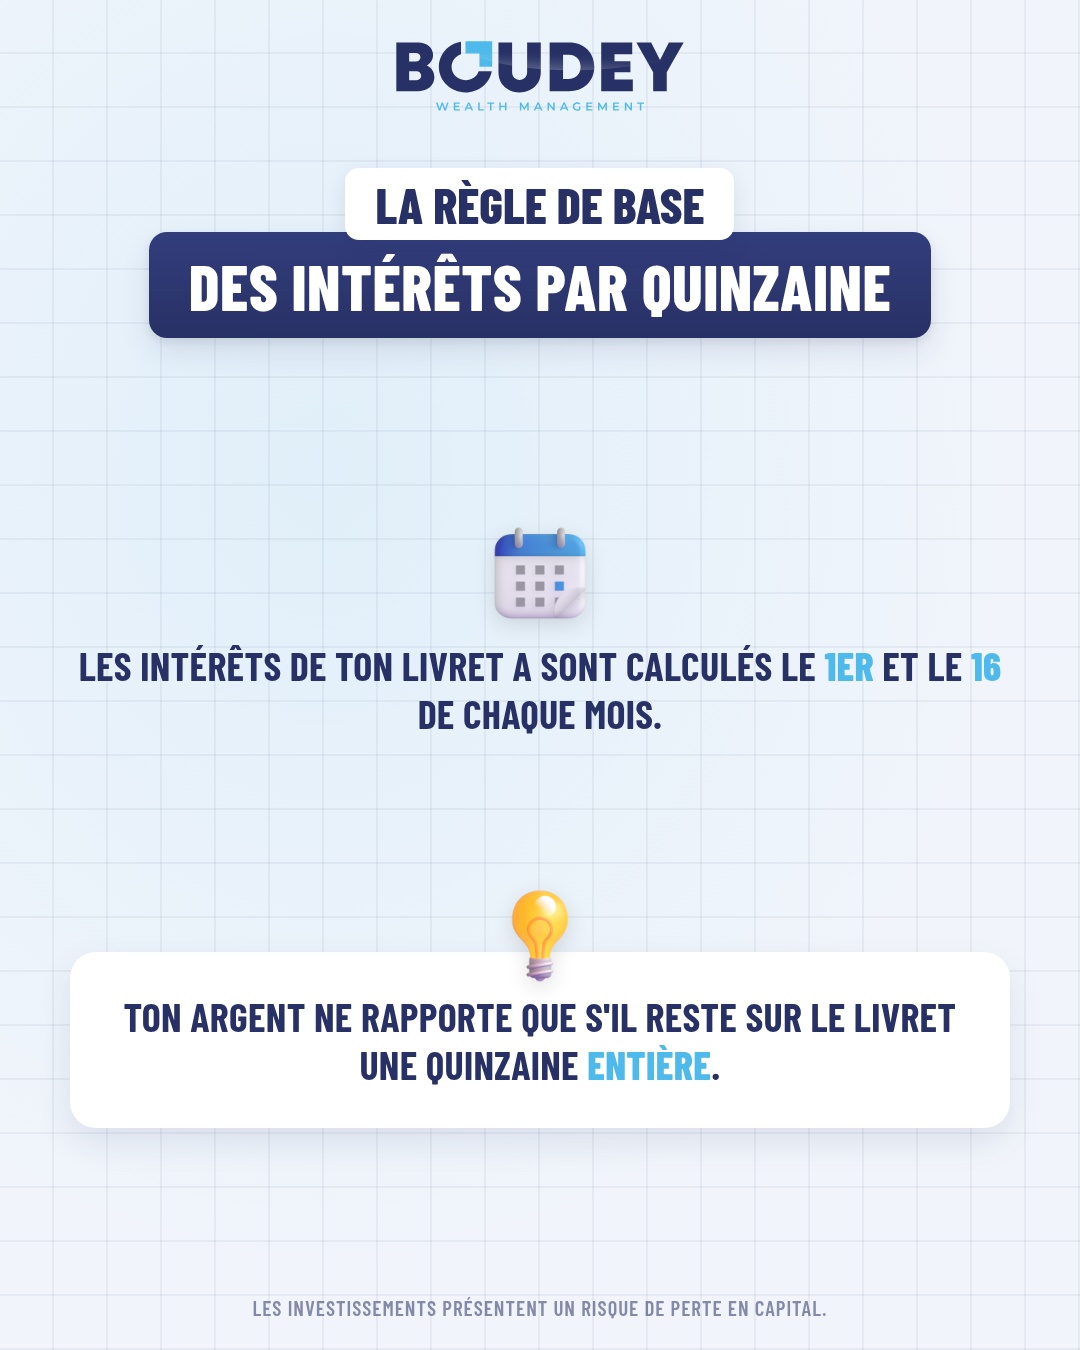 BOUDEY
WEALTH MANAGEMENT
LA RÈGLE DE BASE
DES INTÉRÊTS PAR QUINZAINE
LES INTÉRÊTS DE TON LIVRET A SONT CALCULÉS LE 1ER ET LE 16
DE CHAQUE MOIS.
TON ARGENT NE RAPPORTE QUE S'IL RESTE SUR LE LIVRET
UNE QUINZAINE ENTIÈRE.
LES INVESTISSEMENTS PRÉSENTENT UN RISQUE DE PERTE EN CAPITAL.